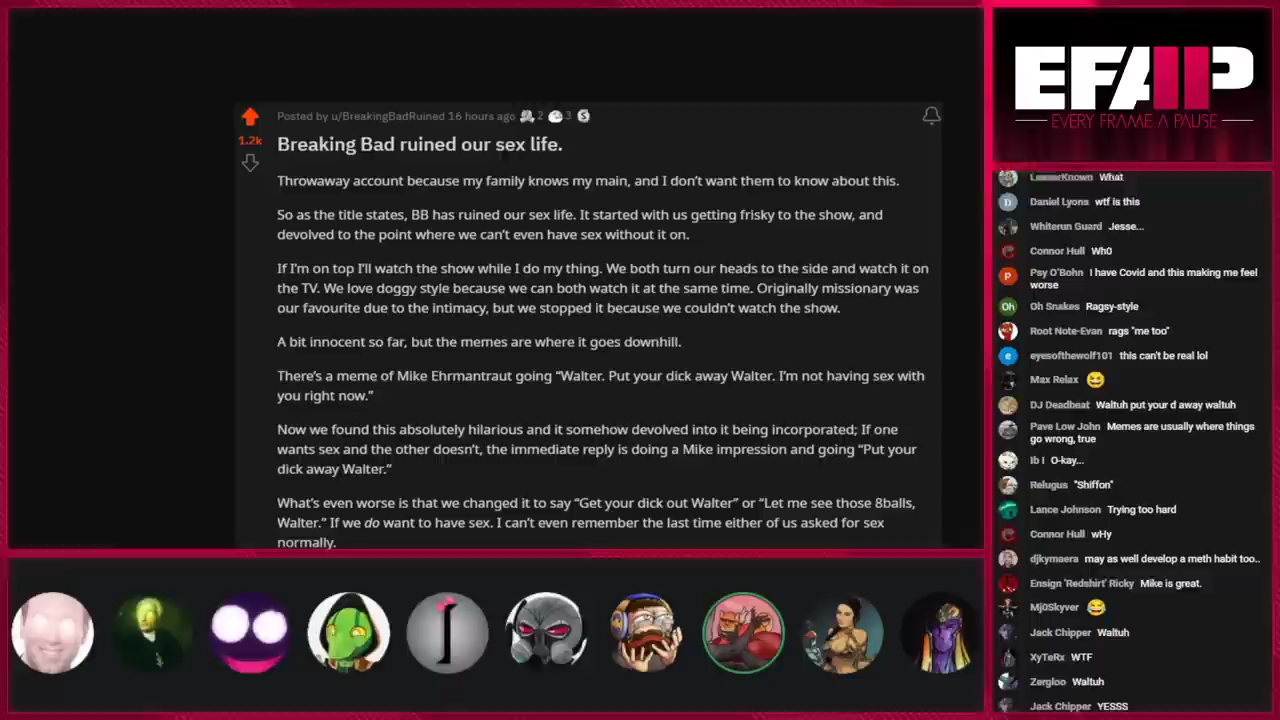 Posted by u/BreakingBadRuined 16 hours ago 2 3
1.2k
Breaking Bad ruined our sex life.
Throwaway account because my family knows my main, and I don't want them to know about this.
So as the title states, BB has ruined our sex life. It started with us getting frisky to the show, and
devolved to the point where we can't even have sex without it on.
If I'm on top I'll watch the show while I do my thing. We both turn our heads to the side and watch it on
the TV. We love doggy style because we can both watch it at the same time. Originally missionary was
our favourite due to the intimacy, but we stopped it because we couldn't watch the show.
A bit innocent so far, but the memes are where it goes downhill.
There's a meme of Mike Ehrmantraut going "Walter. Put your dick away Walter. I'm not having sex with
you right now."
Now we found this absolutely hilarious and it somehow devolved into it being incorporated; If one
wants sex and the other doesn't, the immediate reply is doing a Mike impression and going "Put your
dick away Walter."
What's even worse is that we changed it to say "Get your dick out Walter" or "Let me see those 8balls,
Walter." If we do want to have sex. I can't even remember the last time either of us asked for sex
normally.
EFAP
EVERY FRAME A PAUSE
LesserKnown What
D Daniel Lyons wtf is this
Whiterun Guard Jesse...
Connor Hull Wh0
P Psy O'Bohn I have Covid and this making me feel
worse
Oh Oh Snakes Ragsy-style
Root Note-Evan rags "me too"
e eyesofthewolf101 this can't be real lol
Max Relax
DJ Deadbeat Waltuh put your d away waltuh
Pave Low John Memes are usually where things
go wrong, true
Ib I O-kay...
Relugus "Shiffon"
Lance Johnson Trying too hard
Connor Hull wHy
djkymaera may as well develop a meth habit too..
Ensign 'Redshirt' Ricky Mike is great.
Mj0Skyver
Jack Chipper Waltuh
XyTeRx WTF
Zergloo Waltuh
Jack Chipper YESSS